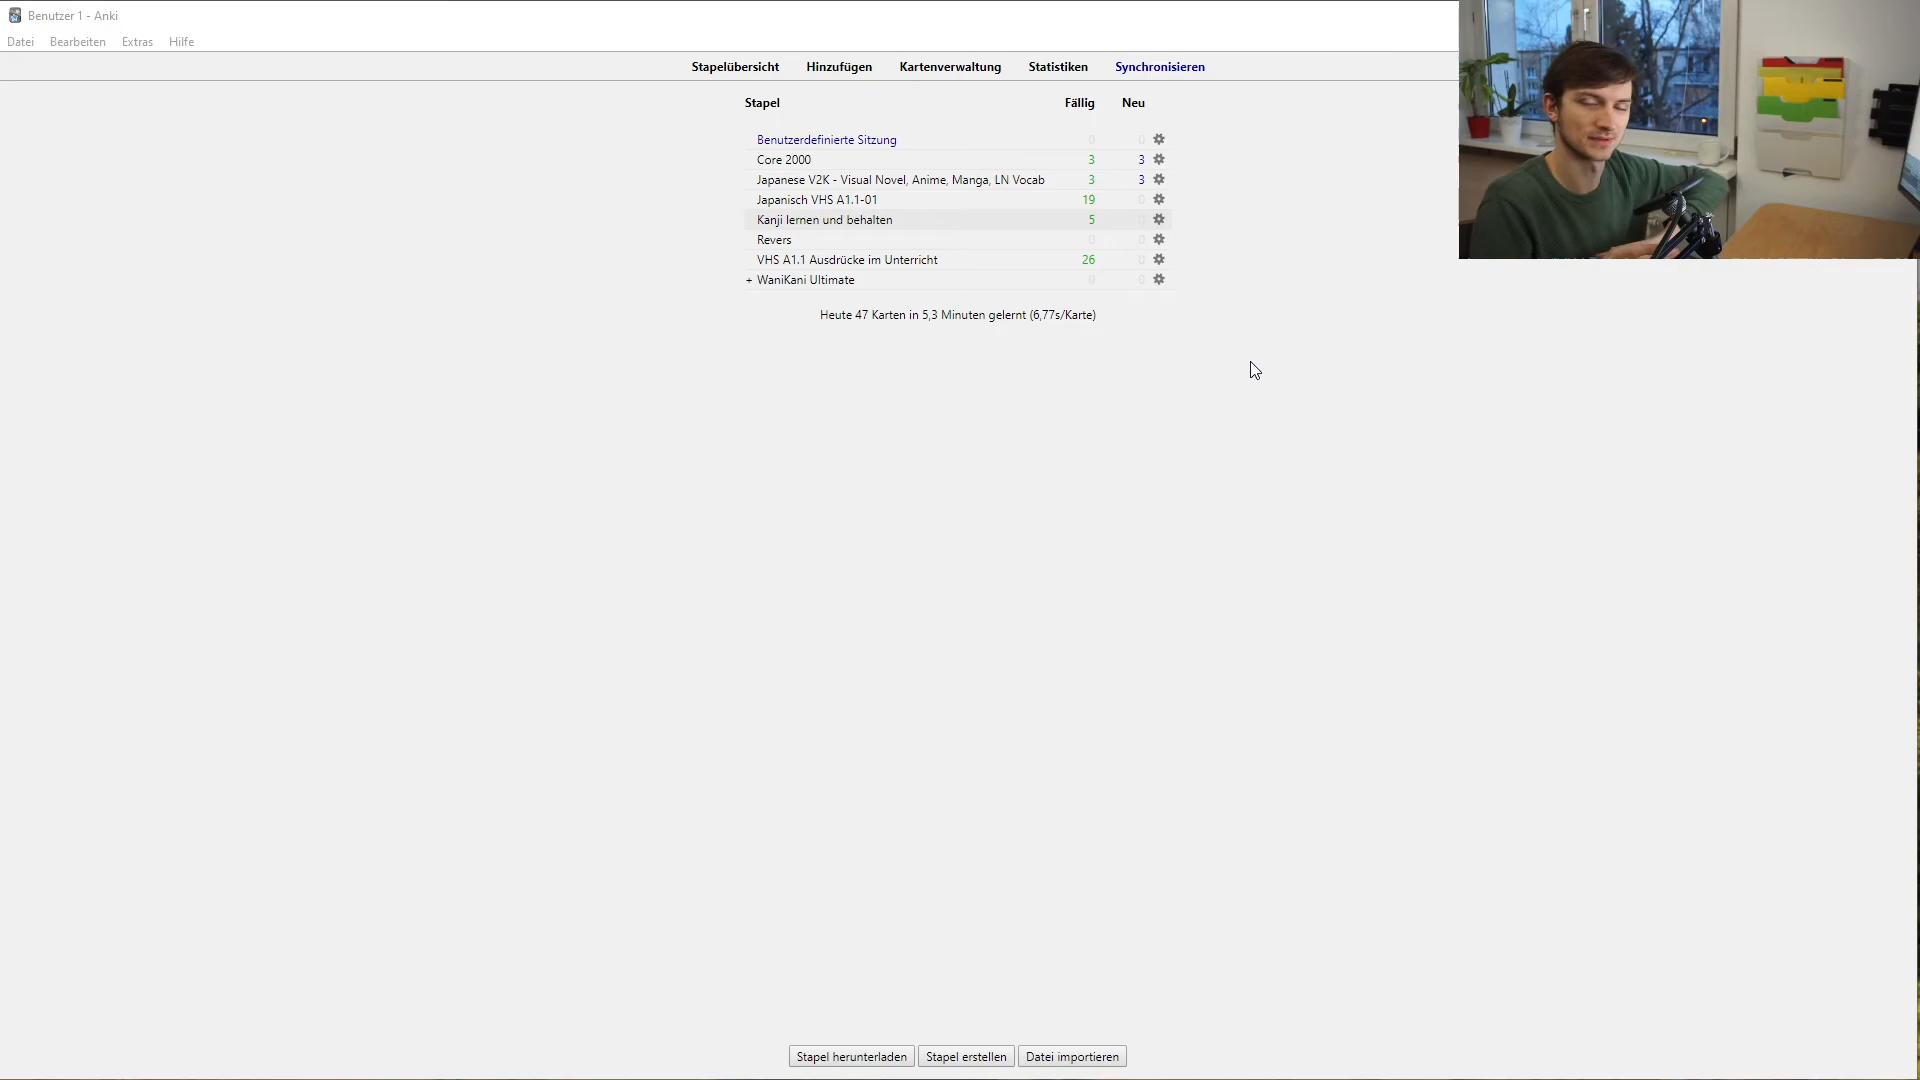 Benutzer 1 - Anki
Datei Bearbeiten Extras Hilfe
Stapelübersicht Hinzufügen Kartenverwaltung Statistiken Synchronisieren
Stapel Fällig Neu
Benutzerdefinierte Sitzung 0 0
Core 2000 3 3
Japanese V2K - Visual Novel, Anime, Manga, LN Vocab 3 3
Japanisch VHS A1.1-01 19 0
Kanji lernen und behalten 5 0
Revers 0 0
VHS A1.1 Ausdrücke im Unterricht 26 0
+ WaniKani Ultimate 0 0
Heute 47 Karten in 5,3 Minuten gelernt (6,77s/Karte)
Stapel herunterladen Stapel erstellen Datei importieren